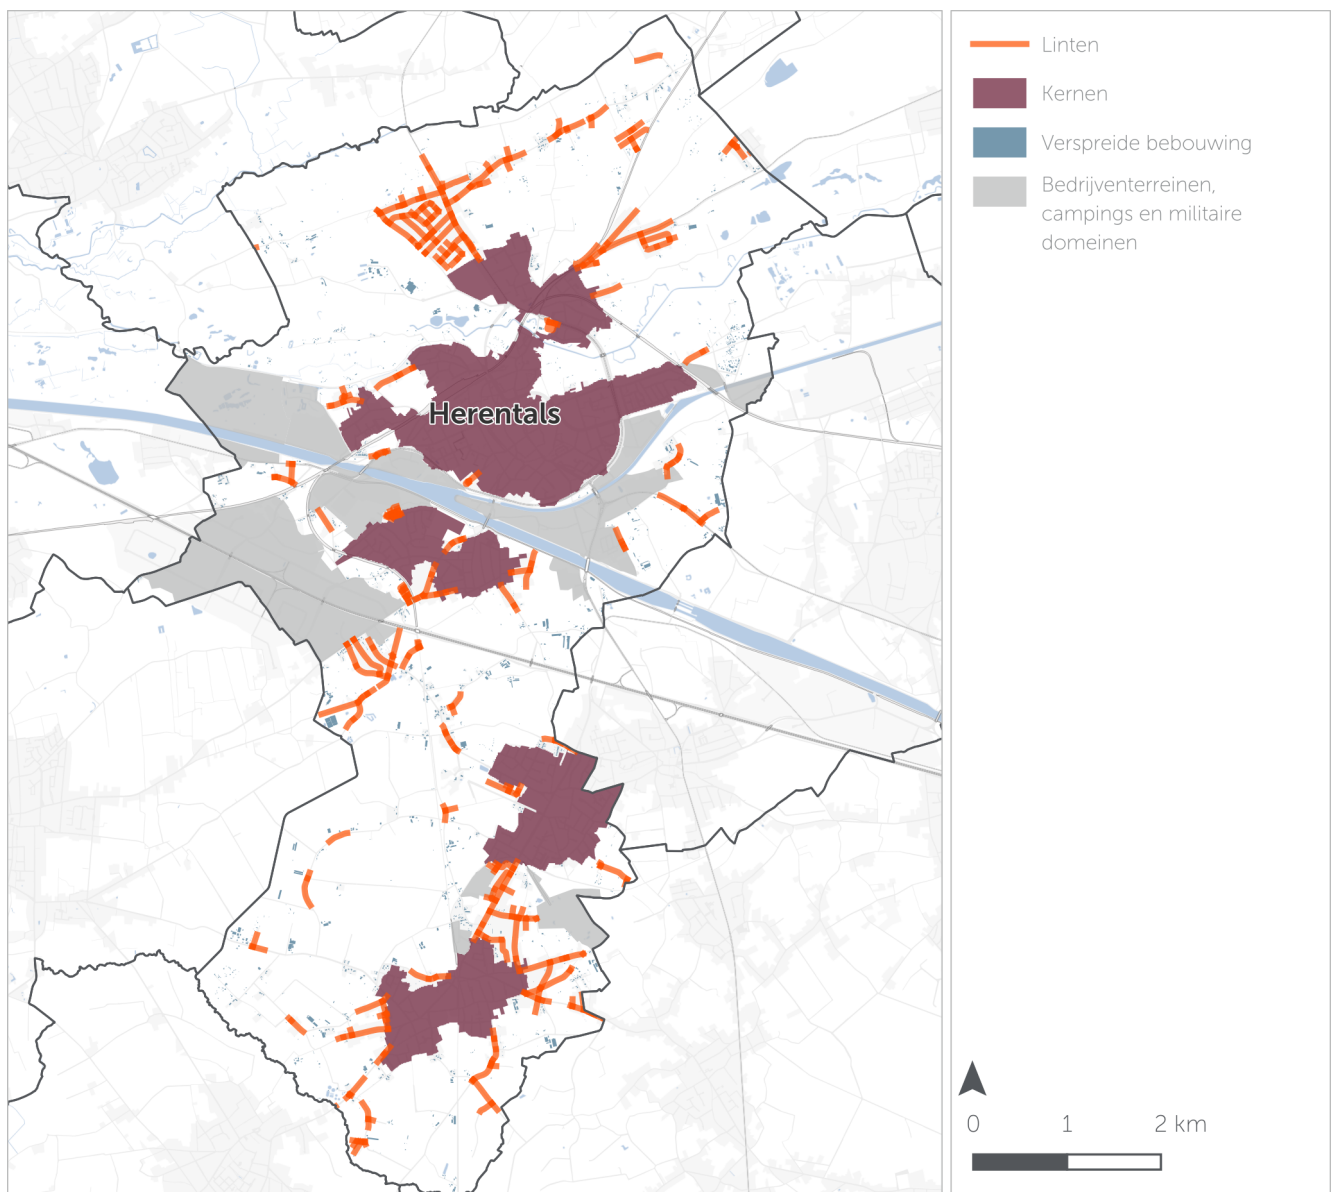 Herentals
Linten
Kernen
Verspreide bebouwing
Bedrijventerreinen,
campings en militaire
domeinen
0 1 2 km